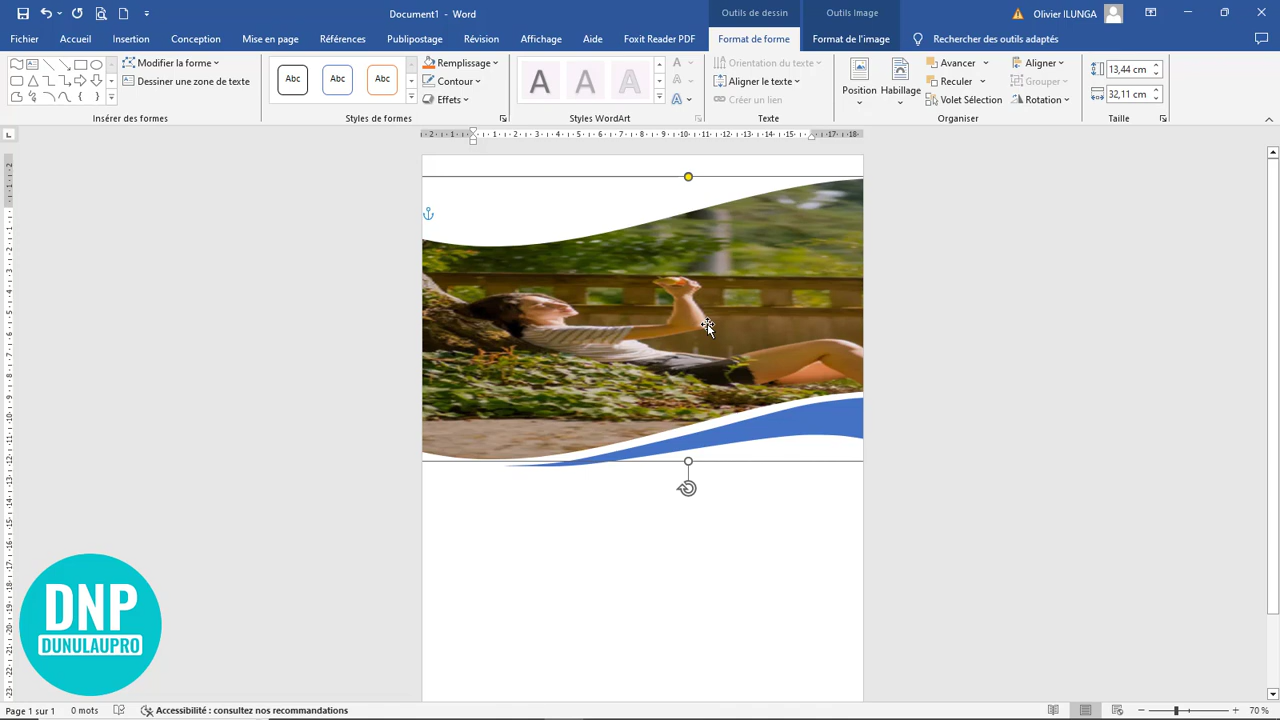 Document1 - Word
Outils de dessin
Outils Image
Olivier ILUNGA
Fichier
Accueil
Insertion
Conception
Mise en page
Références
Publipostage
Révision
Affichage
Aide
Foxit Reader PDF
Format de forme
Format de l'image
Rechercher des outils adaptés
Modifier la forme
Dessiner une zone de texte
Insérer des formes
Abc
Abc
Abc
Remplissage
Contour
Effets
Styles de formes
A
A
A
A
A
A
Styles WordArt
Orientation du texte
Aligner le texte
Créer un lien
Texte
Position
Habillage
Avancer
Reculer
Volet Sélection
Aligner
Grouper
Rotation
Organiser
13,44 cm
32,11 cm
Taille
DNP
DUNULAUPRO
Page 1 sur 1
0 mots
Accessibilité : consultez nos recommandations
70 %